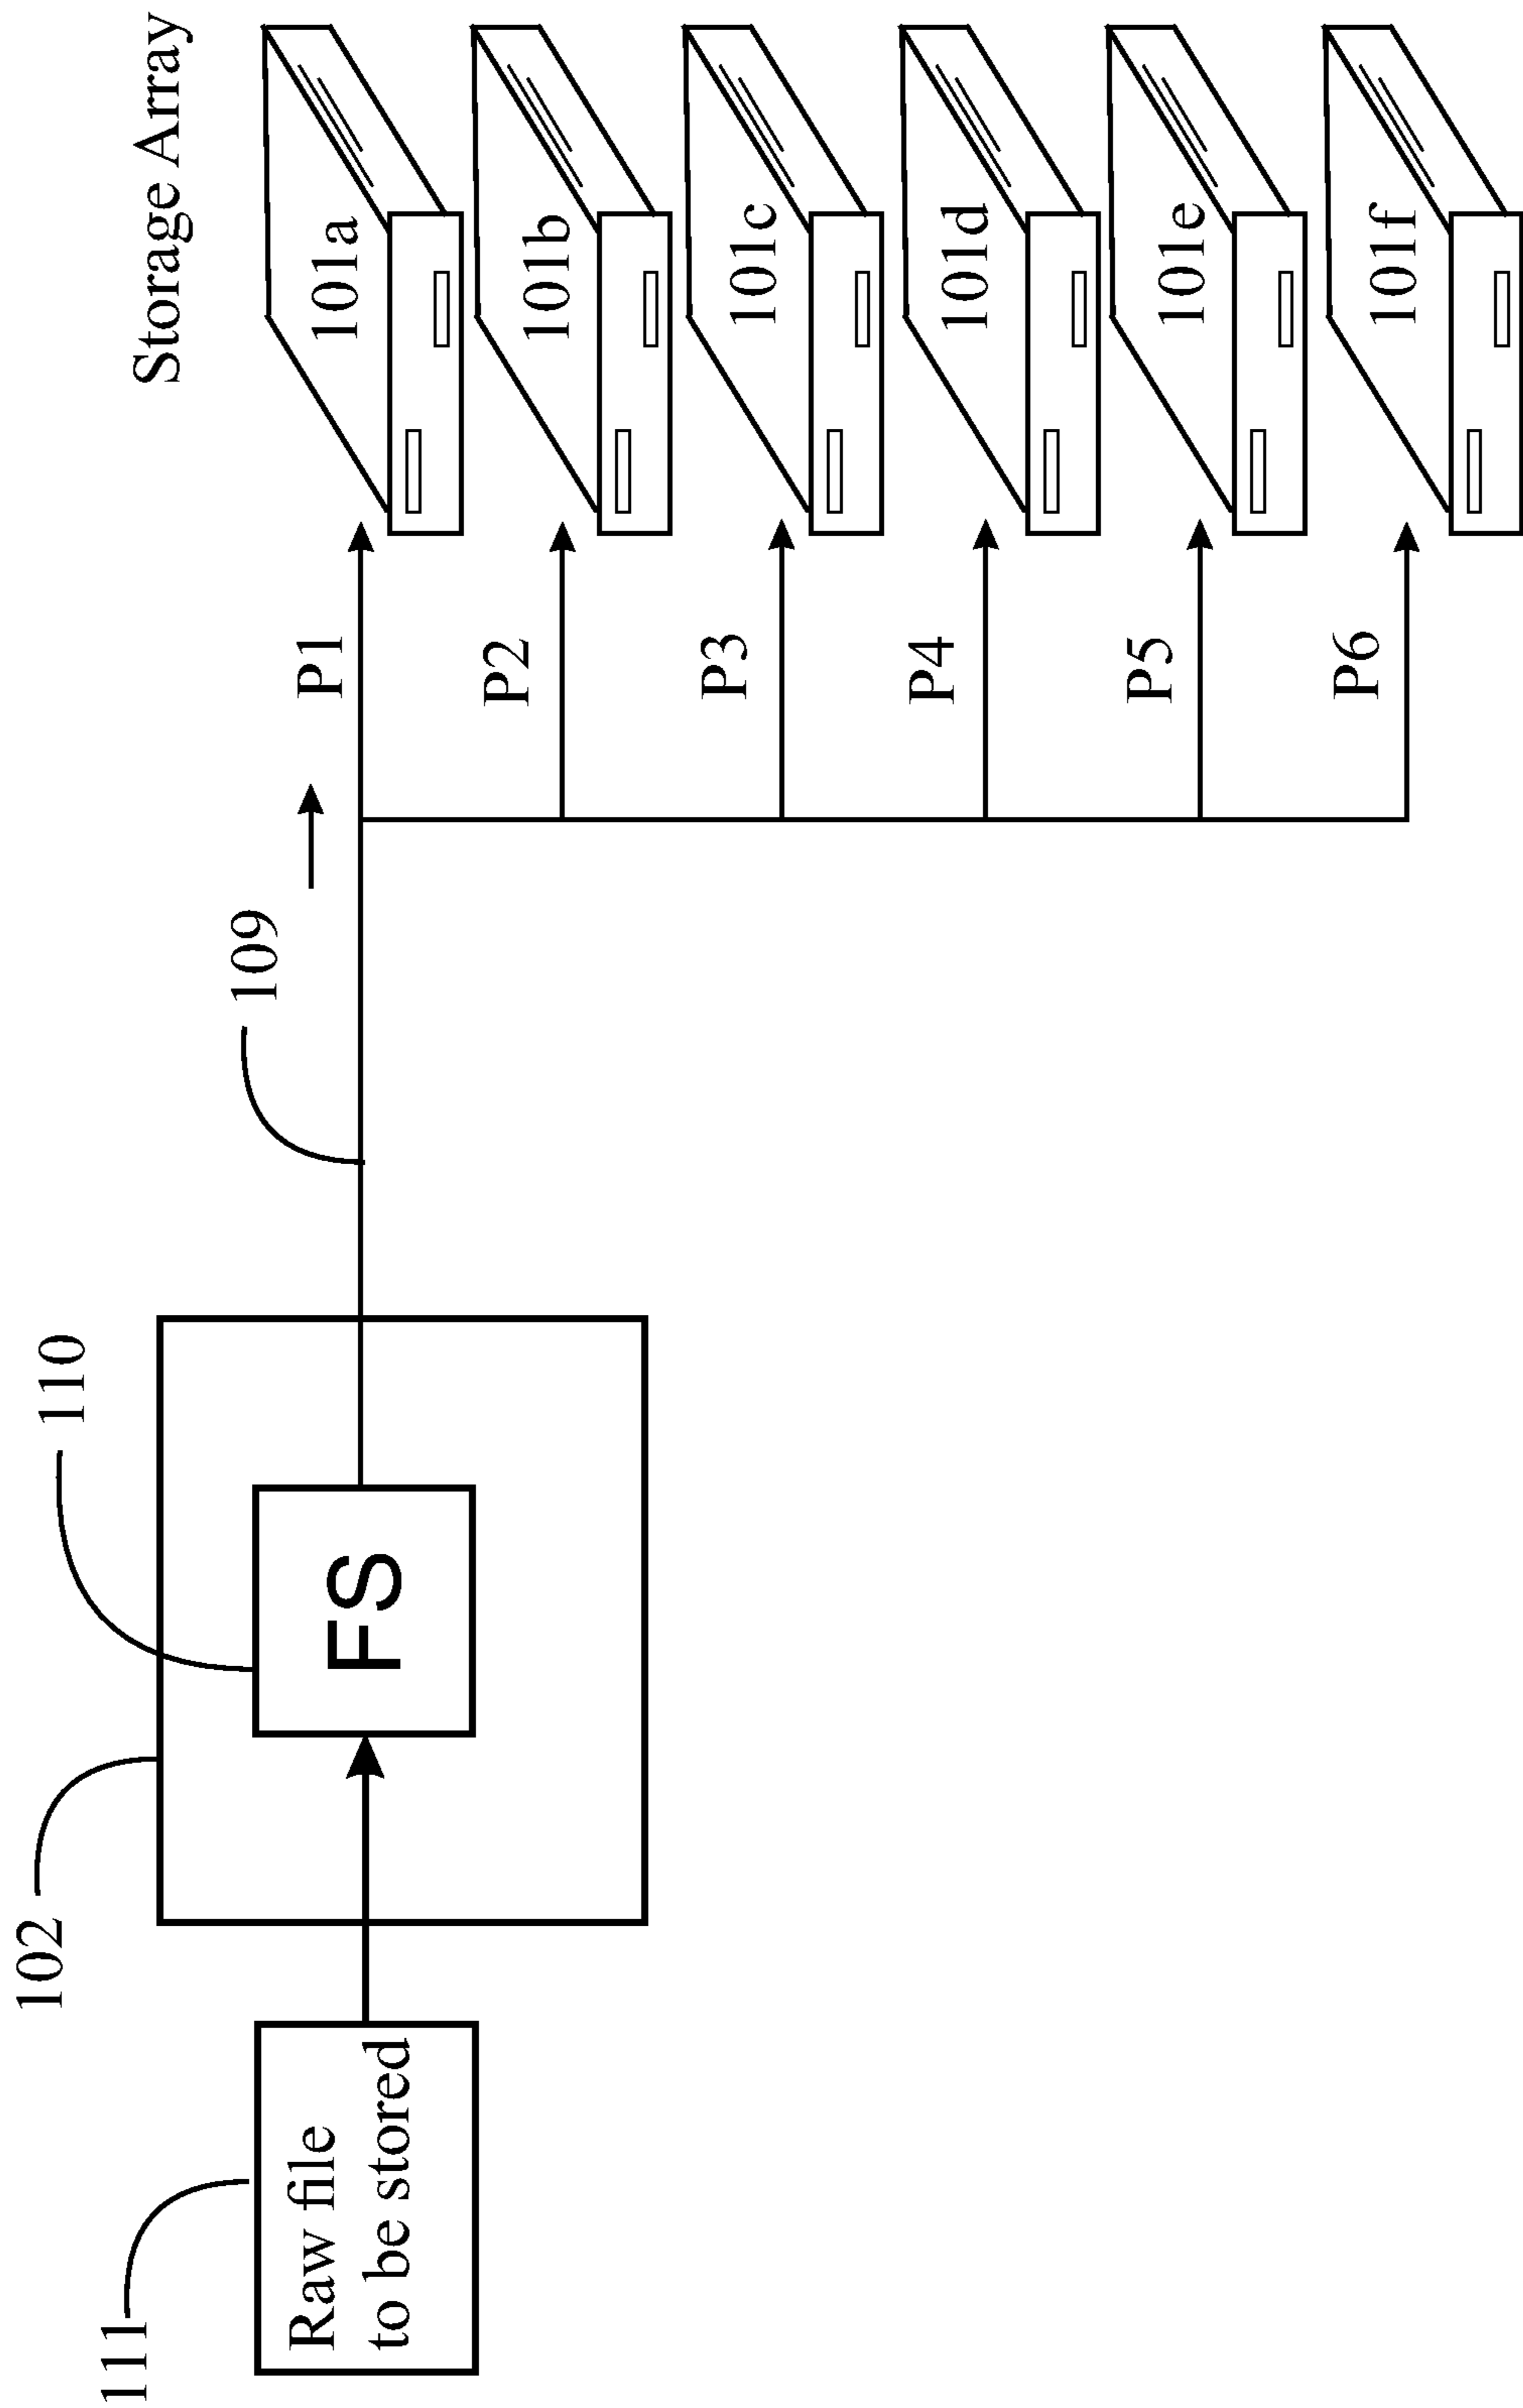 Storage Array
111
Raw file
to be stored
102
110
FS
109
P1
P2
P3
P4
P5
P6
101a
101b
101c
101d
101e
101f